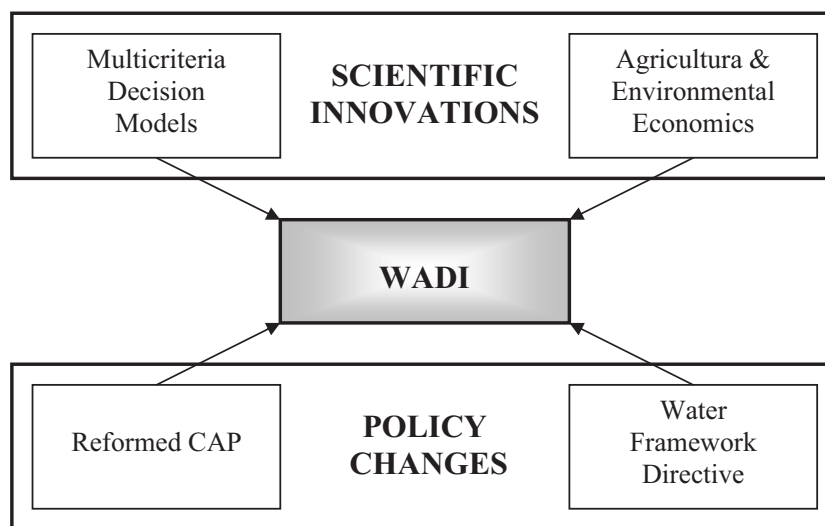 Multicriteria
Decision
Models
SCIENTIFIC
INNOVATIONS
Agricultura &
Environmental
Economics
WADI
Reformed CAP
POLICY
CHANGES
Water
Framework
Directive